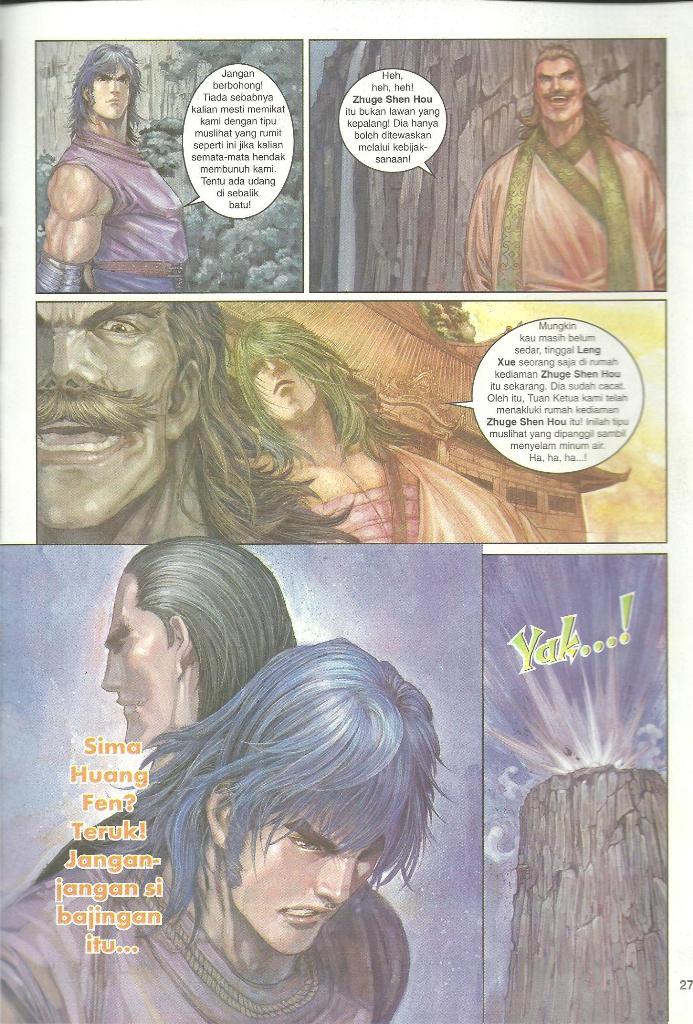 Jangan
berbohong!
Tiada sebabnya
kalian mesti memikat
kami dengan tipu
muslihat yang rumit
seperti ini jika kalian
semata-mata hendak
membunuh kami.
Tentu ada udang
di sebalik
batu!
Heh,
heh, heh!
Zhuge Shen Hou
itu bukan lawan yang
kepalang! Dia hanya
boleh ditewaskan
melalui kebijak-
sanaan!
Mungkin
kau masih belum
sedar, tinggal Leng
Xue seorang saja di rumah
kediaman Zhuge Shen Hou
itu sekarang. Dia sudah cacat.
Oleh itu, Tuan Ketua kami telah
menakluki rumah kediaman
Zhuge Shen Hou itu! Inilah tipu
muslihat yang dipanggil sambil
menyelam minum air.
Ha, ha, ha...!
Sima
Huang
Fen?
Teruk!
Jangan-
jangan si
bajingan
itu...
Yak....!
27